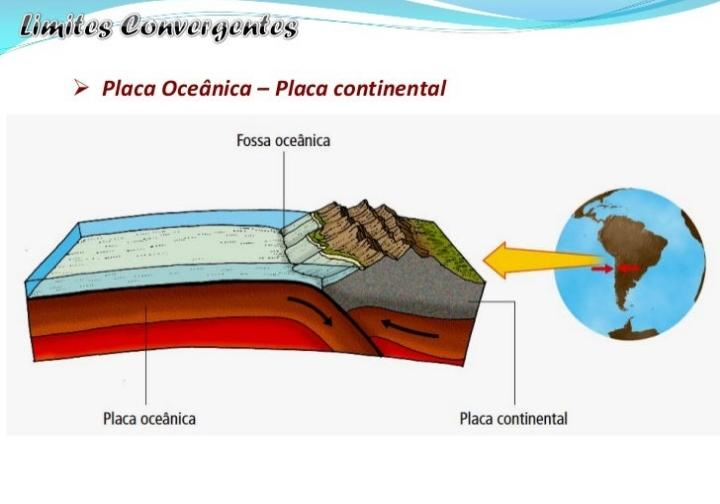 Limites Convergentes
➢ Placa Oceânica – Placa continental
Fossa oceânica
Placa oceânica
Placa continental